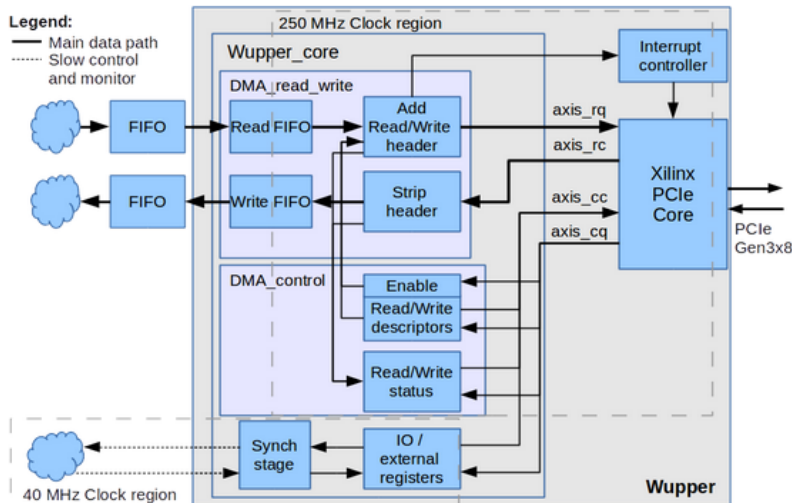 Legend:
Main data path
Slow control
and monitor
250 MHz Clock region
Wupper_core
DMA_read_write
FIFO
Read FIFO
Add
Read/Write
header
Interrupt
controller
axis_rq
axis_rc
FIFO
Write FIFO
Strip
header
Xilinx
PCIe
Core
axis_cc
axis_cq
PCIe
Gen3x8
DMA_control
Enable
Read/Write
descriptors
Read/Write
status
Synch
stage
IO /
external
registers
40 MHz Clock region
Wupper